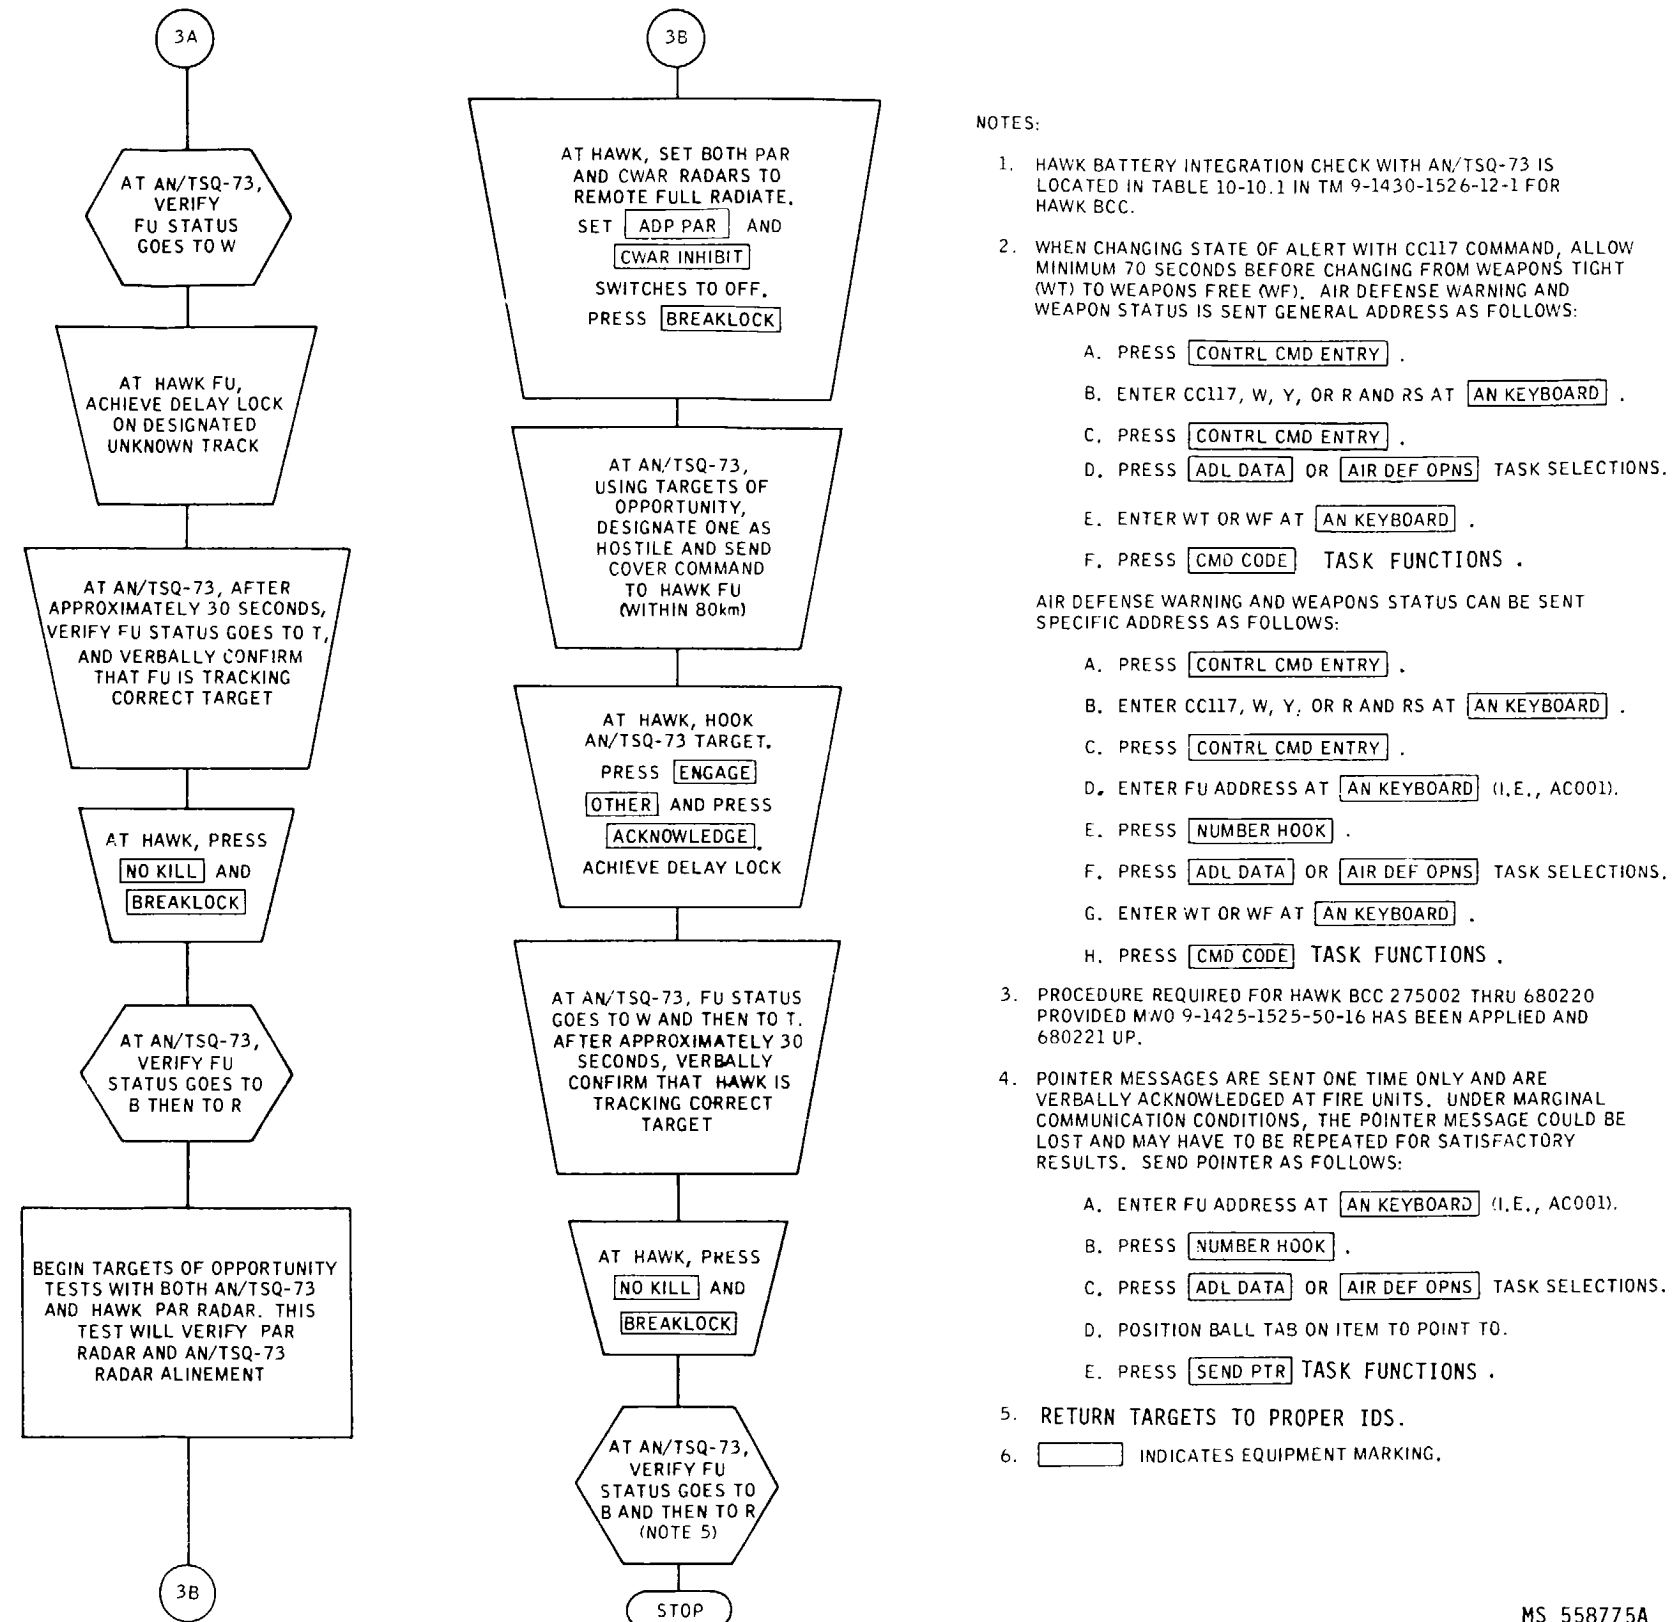 3A
AT AN/TSQ-73,
VERIFY
FU STATUS
GOES TO W
AT HAWK FU,
ACHIEVE DELAY LOCK
ON DESIGNATED
UNKNOWN TRACK
AT AN/TSQ-73, AFTER
APPROXIMATELY 30 SECONDS,
VERIFY FU STATUS GOES TO T,
AND VERBALLY CONFIRM
THAT FU IS TRACKING
CORRECT TARGET
AT HAWK, PRESS
NO KILL AND
BREAKLOCK
AT AN/TSQ-73,
VERIFY FU
STATUS GOES TO
B THEN TO R
BEGIN TARGETS OF OPPORTUNITY
TESTS WITH BOTH AN/TSQ-73
AND HAWK PAR RADAR. THIS
TEST WILL VERIFY PAR
RADAR AND AN/TSQ-73
RADAR ALINEMENT
3B
3B
AT HAWK, SET BOTH PAR
AND CWAR RADARS TO
REMOTE FULL RADIATE.
SET ADP PAR AND
CWAR INHIBIT
SWITCHES TO OFF.
PRESS BREAKLOCK
AT AN/TSQ-73,
USING TARGETS OF
OPPORTUNITY,
DESIGNATE ONE AS
HOSTILE AND SEND
COVER COMMAND
TO HAWK FU
(WITHIN 80km)
AT HAWK, HOOK
AN/TSQ-73 TARGET.
PRESS ENGAGE
OTHER AND PRESS
ACKNOWLEDGE.
ACHIEVE DELAY LOCK
AT AN/TSQ-73, FU STATUS
GOES TO W AND THEN TO T.
AFTER APPROXIMATELY 30
SECONDS, VERBALLY
CONFIRM THAT HAWK IS
TRACKING CORRECT
TARGET
AT HAWK, PRESS
NO KILL AND
BREAKLOCK
AT AN/TSQ-73,
VERIFY FU
STATUS GOES TO
B AND THEN TO R
(NOTE 5)
STOP
NOTES:
1. HAWK BATTERY INTEGRATION CHECK WITH AN/TSQ-73 IS
LOCATED IN TABLE 10-10.1 IN TM 9-1430-1526-12-1 FOR
HAWK BCC.
2. WHEN CHANGING STATE OF ALERT WITH CC117 COMMAND, ALLOW
MINIMUM 70 SECONDS BEFORE CHANGING FROM WEAPONS TIGHT
(WT) TO WEAPONS FREE (WF). AIR DEFENSE WARNING AND
WEAPON STATUS IS SENT GENERAL ADDRESS AS FOLLOWS:
A. PRESS CONTRL CMD ENTRY .
B. ENTER CC117, W, Y, OR R AND RS AT AN KEYBOARD .
C. PRESS CONTRL CMD ENTRY .
D. PRESS ADL DATA OR AIR DEF OPNS TASK SELECTIONS.
E. ENTER WT OR WF AT AN KEYBOARD .
F. PRESS CMD CODE TASK FUNCTIONS .
AIR DEFENSE WARNING AND WEAPONS STATUS CAN BE SENT
SPECIFIC ADDRESS AS FOLLOWS:
A. PRESS CONTRL CMD ENTRY .
B. ENTER CC117, W, Y, OR R AND RS AT AN KEYBOARD .
C. PRESS CONTRL CMD ENTRY .
D. ENTER FU ADDRESS AT AN KEYBOARD (I.E., AC001).
E. PRESS NUMBER HOOK .
F. PRESS ADL DATA OR AIR DEF OPNS TASK SELECTIONS.
G. ENTER WT OR WF AT AN KEYBOARD .
H. PRESS CMD CODE TASK FUNCTIONS .
3. PROCEDURE REQUIRED FOR HAWK BCC 275002 THRU 680220
PROVIDED MWO 9-1425-1525-50-16 HAS BEEN APPLIED AND
680221 UP.
4. POINTER MESSAGES ARE SENT ONE TIME ONLY AND ARE
VERBALLY ACKNOWLEDGED AT FIRE UNITS. UNDER MARGINAL
COMMUNICATION CONDITIONS, THE POINTER MESSAGE COULD BE
LOST AND MAY HAVE TO BE REPEATED FOR SATISFACTORY
RESULTS. SEND POINTER AS FOLLOWS:
A. ENTER FU ADDRESS AT AN KEYBOARD (I.E., AC001).
B. PRESS NUMBER HOOK .
C. PRESS ADL DATA OR AIR DEF OPNS TASK SELECTIONS.
D. POSITION BALL TAB ON ITEM TO POINT TO.
E. PRESS SEND PTR TASK FUNCTIONS .
5. RETURN TARGETS TO PROPER IDS.
6. INDICATES EQUIPMENT MARKING.
MS 558775A